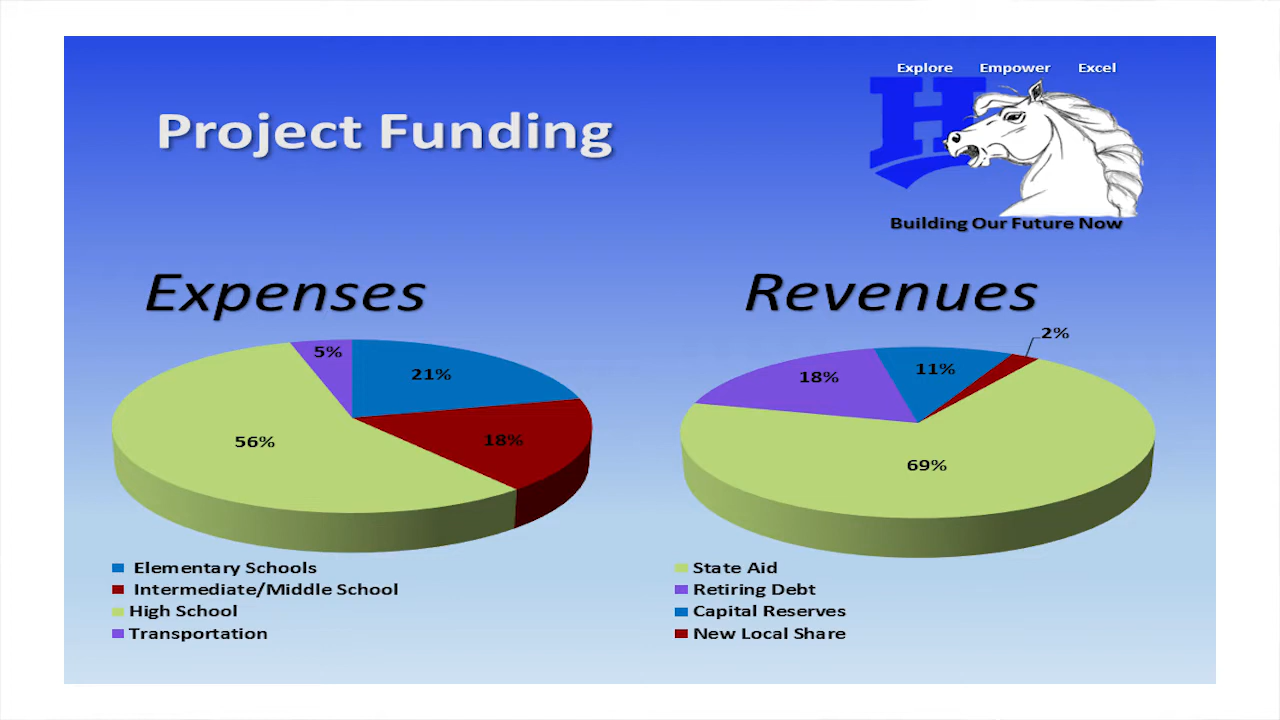 Explore Empower Excel
H
Project Funding
Building Our Future Now
Expenses
Revenues
5%
21%
56%
18%
2%
18%
11%
69%
Elementary Schools
Intermediate/Middle School
High School
Transportation
State Aid
Retiring Debt
Capital Reserves
New Local Share